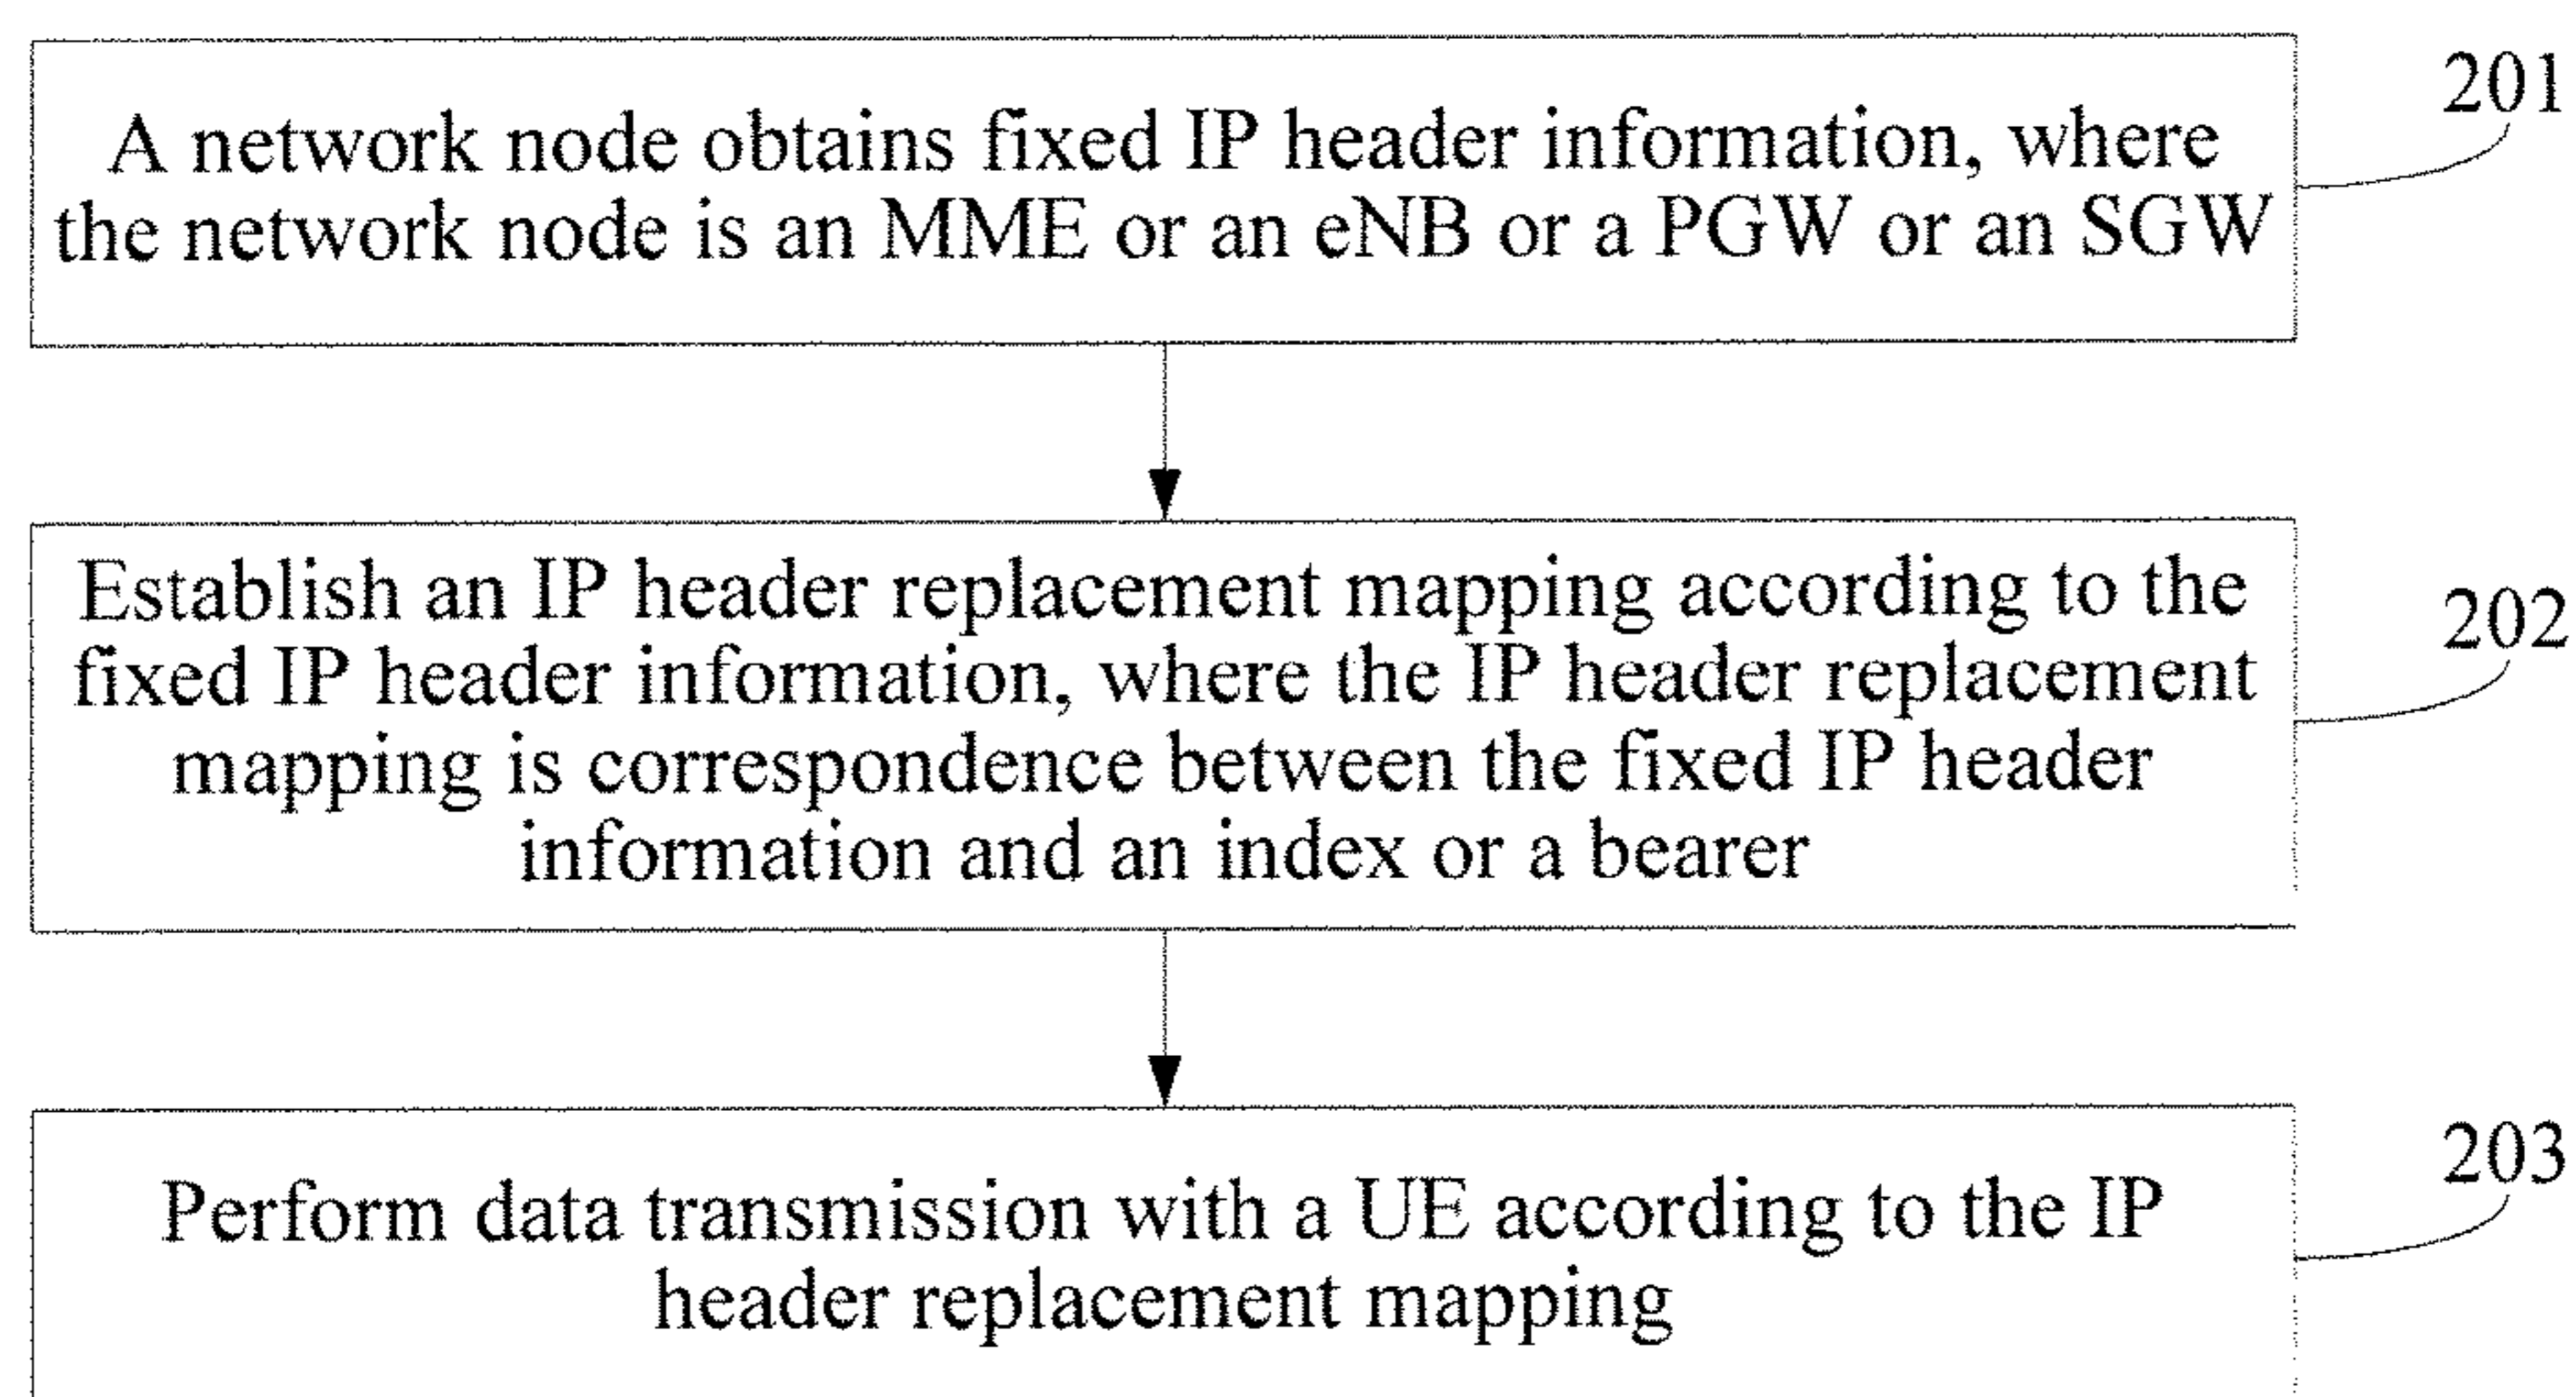 A network node obtains fixed IP header information, where
the network node is an MME or an eNB or a PGW or an SGW
201
Establish an IP header replacement mapping according to the
fixed IP header information, where the IP header replacement
mapping is correspondence between the fixed IP header
information and an index or a bearer
202
Perform data transmission with a UE according to the IP
header replacement mapping
203